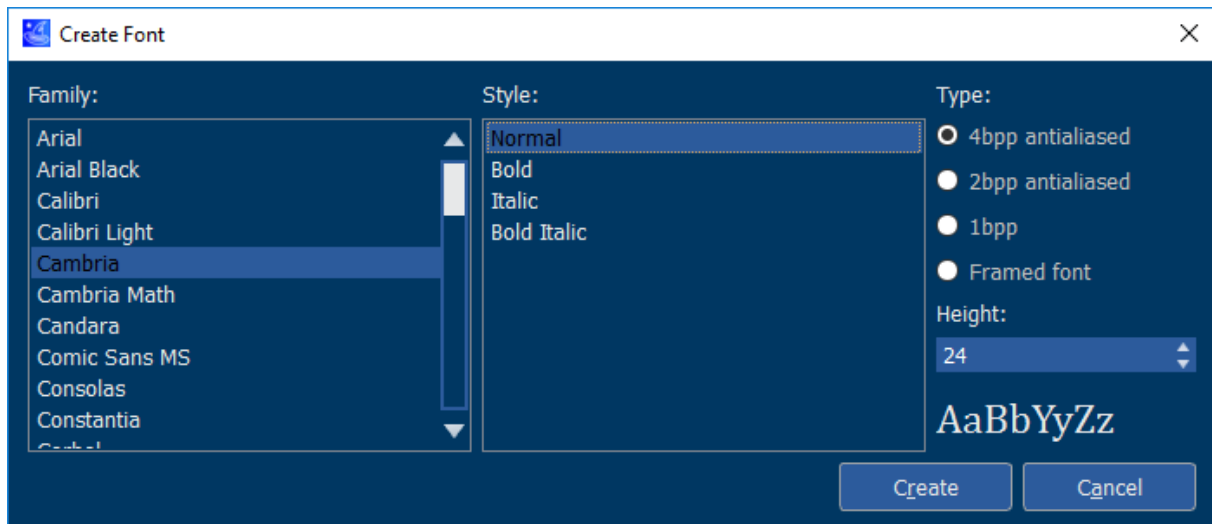 Create Font
Family:
Arial
Arial Black
Calibri
Calibri Light
Cambria
Cambria Math
Candara
Comic Sans MS
Consolas
Constantia
Style:
Normal
Bold
Italic
Bold Italic
Type:
4bpp antialiased
2bpp antialiased
1bpp
Framed font
Height:
24
AaBbYyZz
Create
Cancel